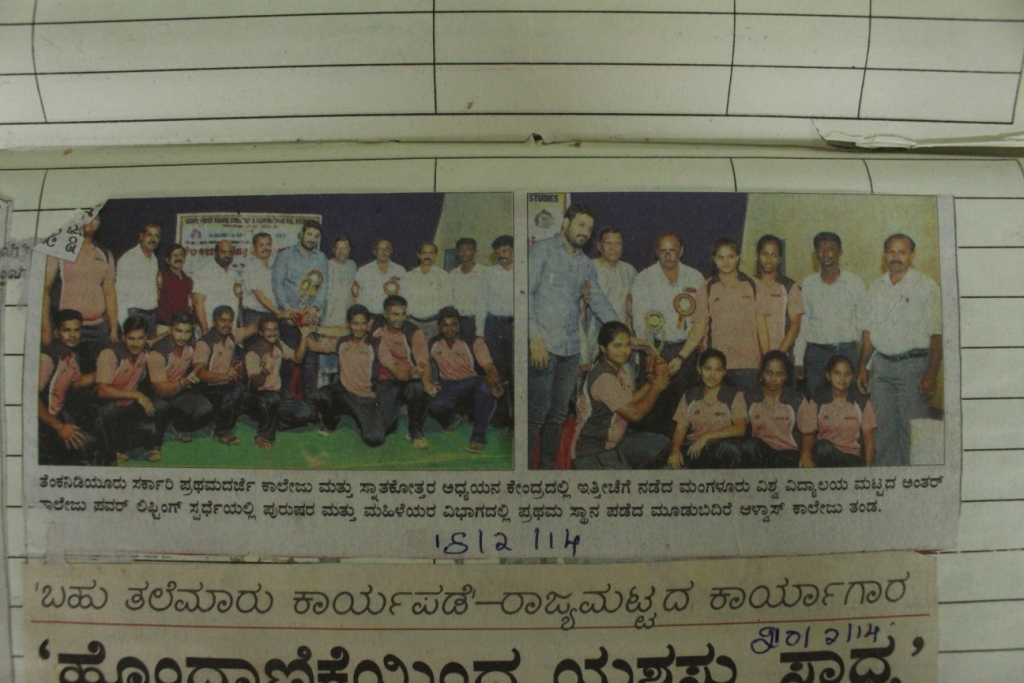 STUDIES
ತೆಂಕನಿಡಿಯೂರು ಸರ್ಕಾರಿ ಪ್ರಥಮದರ್ಜೆ ಕಾಲೇಜು ಮತ್ತು ಸ್ನಾತಕೋತ್ತರ ಅಧ್ಯಯನ ಕೇಂದ್ರದಲ್ಲಿ ಇತ್ತೀಚೆಗೆ ನಡೆದ ಮಂಗಳೂರು ವಿಶ್ವ ವಿದ್ಯಾಲಯ ಮಟ್ಟದ ಅಂತರ್
ಕಾಲೇಜು ಪವರ್ ಲಿಫ್ಟಿಂಗ್ ಸ್ಪರ್ಧೆಯಲ್ಲಿ ಪುರುಷರ ಮತ್ತು ಮಹಿಳೆಯರ ವಿಭಾಗದಲ್ಲಿ ಪ್ರಥಮ ಸ್ಥಾನ ಪಡೆದ ಮೂಡುಬಿದಿರೆ ಆಳ್ವಾಸ್ ಕಾಲೇಜು ತಂಡ.
15/2/14
'ಬಹು ತಲೆಮಾರು ಕಾರ್ಯಪಡೆ'–ರಾಜ್ಯಮಟ್ಟದ ಕಾರ್ಯಾಗಾರ
20/2/14
'ಹೊಂದಾಣಿಕೆಯಿಂದ ಯಶಸ್ಸು ಸಾಧ್ಯ'